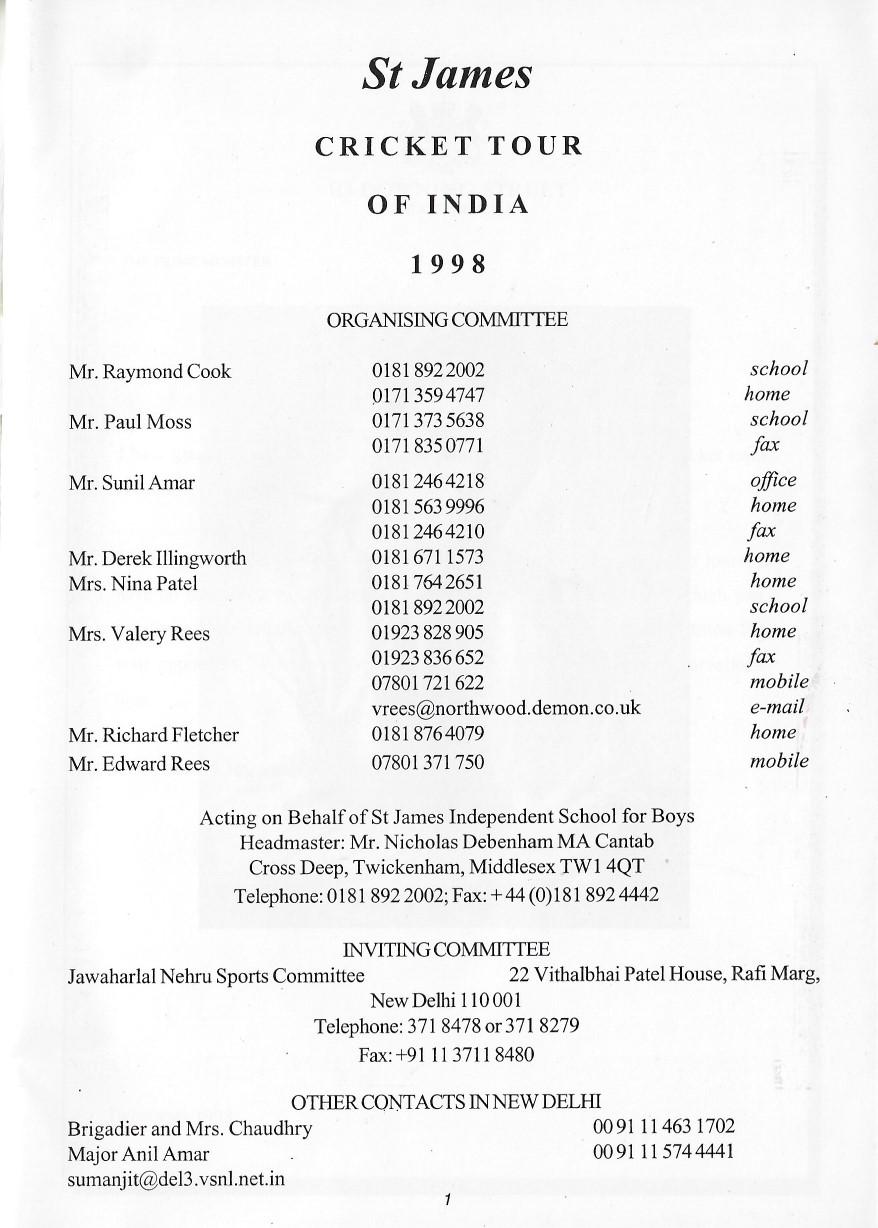 St James
CRICKET TOUR
OF INDIA
1998
ORGANISING COMMITTEE
Mr. Raymond Cook 0181 892 2002 school
0171 359 4747 home
Mr. Paul Moss 0171 373 5638 school
0171 835 0771 fax
Mr. Sunil Amar 0181 246 4218 office
0181 563 9996 home
0181 246 4210 fax
Mr. Derek Illingworth 0181 671 1573 home
Mrs. Nina Patel 0181 764 2651 home
0181 892 2002 school
Mrs. Valery Rees 01923 828 905 home
01923 836 652 fax
07801 721 622 mobile
vrees@northwood.demon.co.uk e-mail
Mr. Richard Fletcher 0181 876 4079 home
Mr. Edward Rees 07801 371 750 mobile
Acting on Behalf of St James Independent School for Boys
Headmaster: Mr. Nicholas Debenham MA Cantab
Cross Deep, Twickenham, Middlesex TW1 4QT
Telephone: 0181 892 2002; Fax: + 44 (0)181 892 4442
INVITING COMMITTEE
Jawaharlal Nehru Sports Committee 22 Vithalbhai Patel House, Rafi Marg,
New Delhi 110 001
Telephone: 371 8478 or 371 8279
Fax: +91 11 3711 8480
OTHER CONTACTS IN NEW DELHI
Brigadier and Mrs. Chaudhry 00 91 11 463 1702
Major Anil Amar 00 91 11 574 4441
sumanjit@del3.vsnl.net.in
1